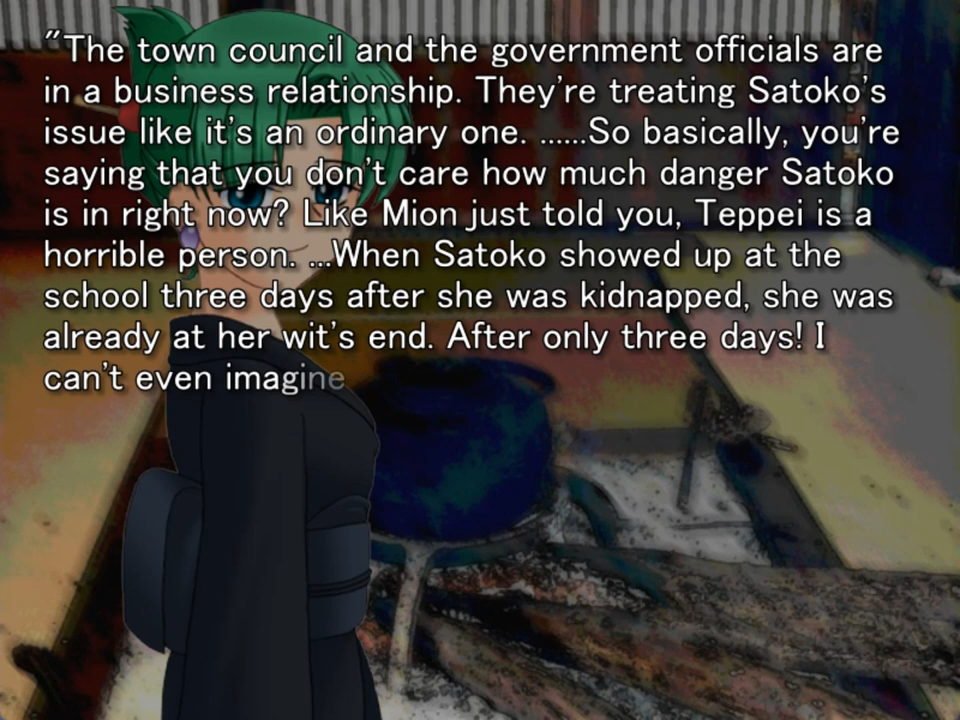 "The town council and the government officials are
in a business relationship. They're treating Satoko's
issue like it's an ordinary one. ......So basically, you're
saying that you don't care how much danger Satoko
is in right now? Like Mion just told you, Teppei is a
horrible person. ...When Satoko showed up at the
school three days after she was kidnapped, she was
already at her wit's end. After only three days! I
can't even imagine